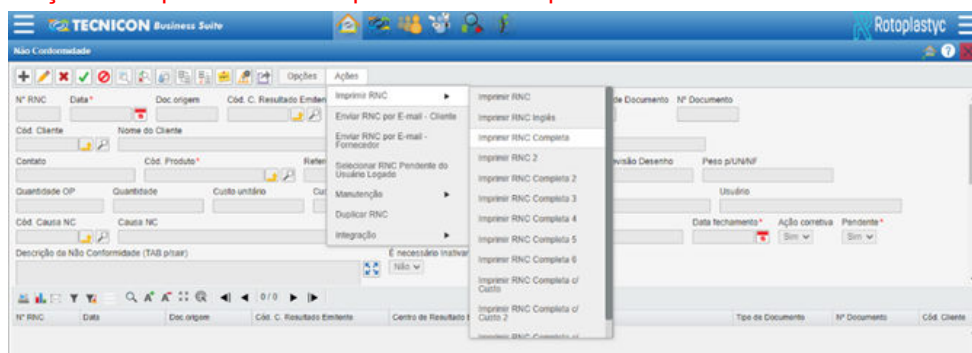 TECNICON Business Suite
Rotoplastyc
Não Conformidade
Opções Ações
Nº RNC Data* Doc.origem Cód. C. Resultado Emitente de Documento Nº Documento
Cód. Cliente Nome do Cliente
Contato Cód. Produto* Revisão Desenho Peso p/UN/NF
Quantidade OP Quantidade Custo unitário Usuário
Cód. Causa NC Causa NC Data fechamento* Ação corretiva Pendente*
Sim Sim
Descrição da Não Conformidade (TAB p/sair) É necessário inativar
Não
Imprimir RNC
Enviar RNC por E-mail - Cliente
Enviar RNC por E-mail -
Fornecedor
Selecionar RNC Pendente do
Usuário Logado
Manutenção
Duplicar RNC
Integração
Imprimir RNC
Imprimir RNC Inglês
Imprimir RNC Completa
Imprimir RNC 2
Imprimir RNC Completa 2
Imprimir RNC Completa 3
Imprimir RNC Completa 4
Imprimir RNC Completa 5
Imprimir RNC Completa 6
Imprimir RNC Completa c/
Custo
Imprimir RNC Completa c/
Custo 2
Imprimir RNC Completa c/
0/0
Nº RNC Data Doc.origem Cód. C. Resultado Emitente Centro de Resultado Tipo de Documento Nº Documento Cód. Cliente